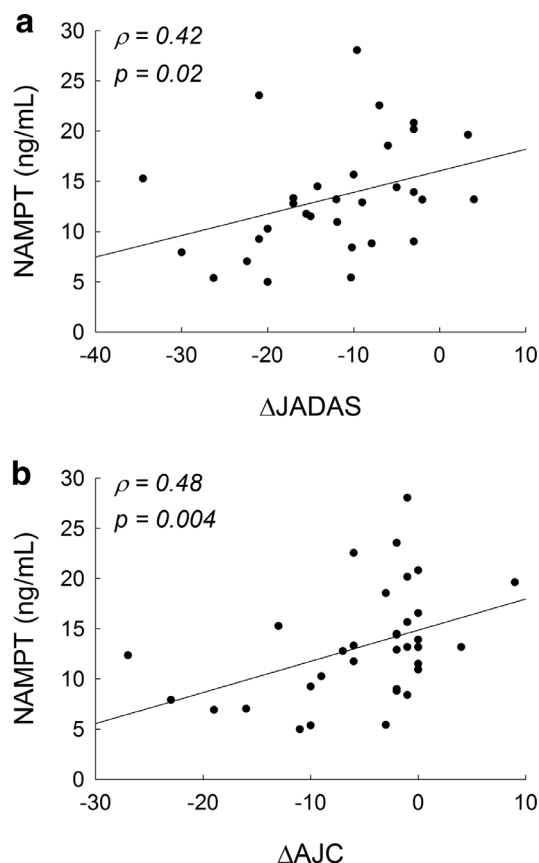 a
ρ = 0.42
p = 0.02
NAMPT (ng/mL)
30
25
20
15
10
5
0
-40 -30 -20 -10 0 10
ΔJADAS
b
ρ = 0.48
p = 0.004
NAMPT (ng/mL)
30
25
20
15
10
5
0
-30 -20 -10 0 10
ΔAJC